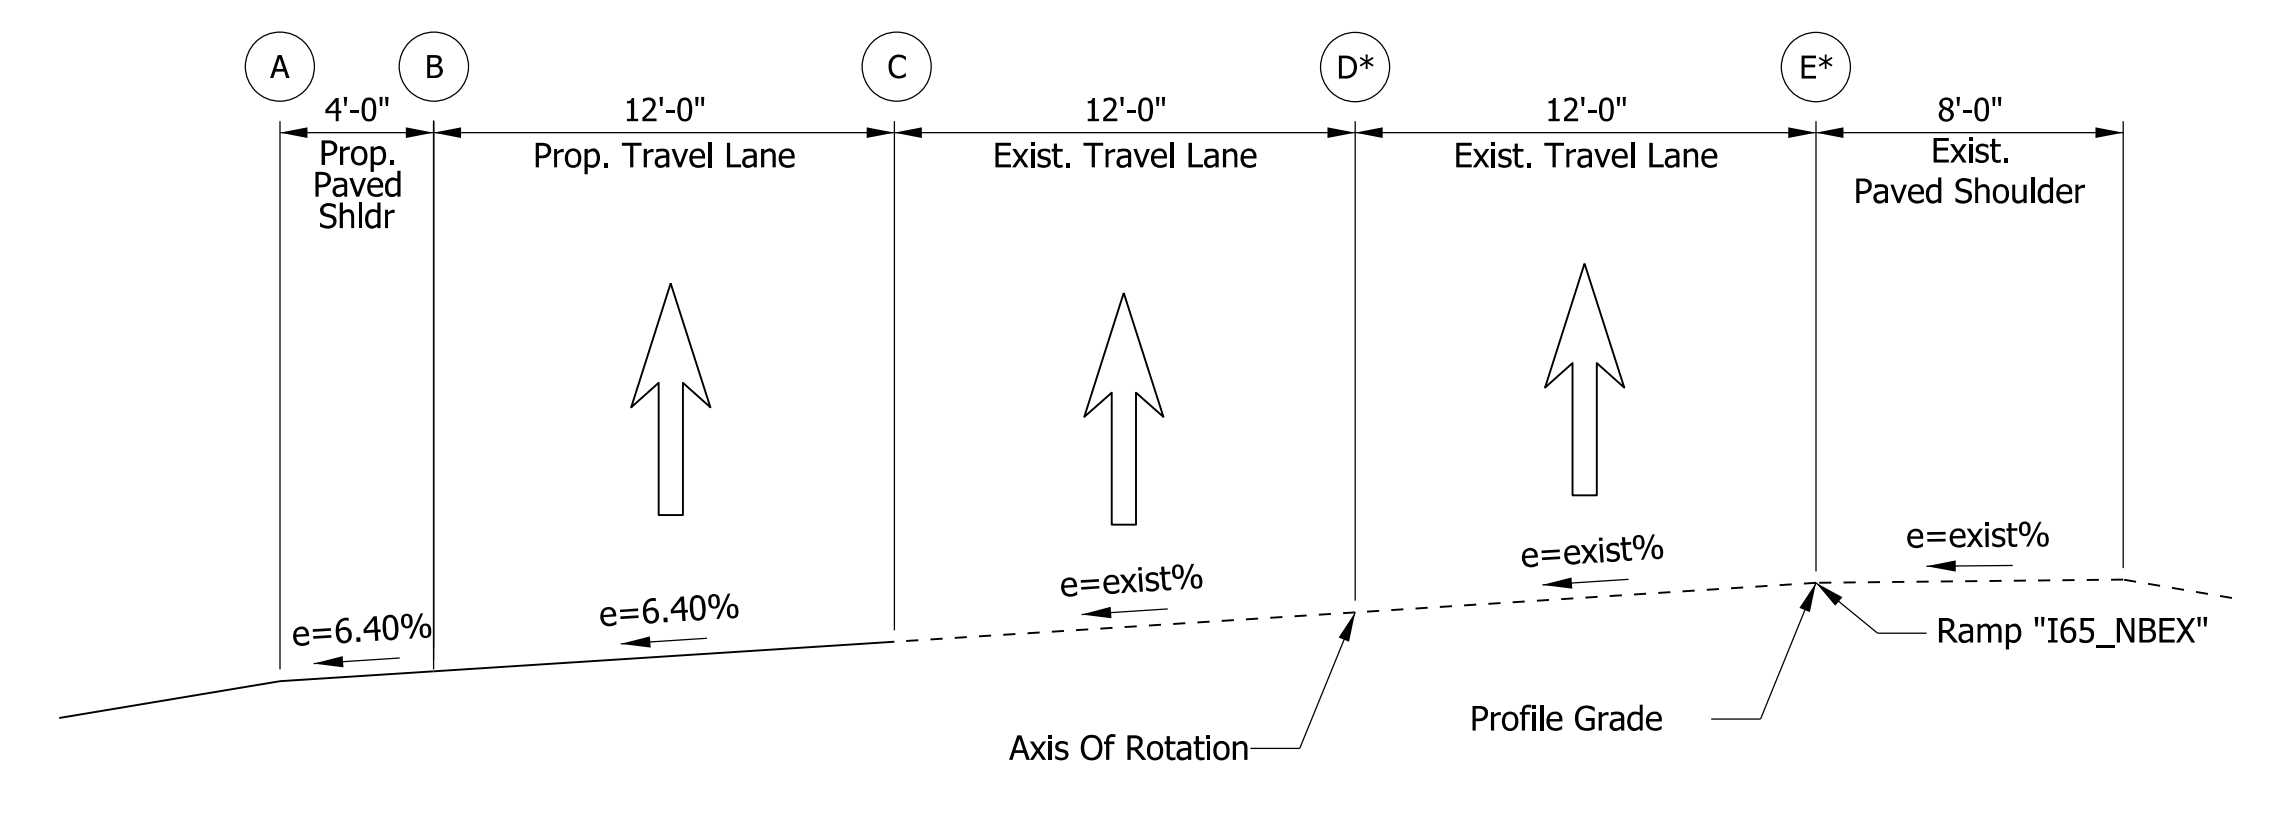 A B C D* E*
4'-0" 12'-0" 12'-0" 12'-0" 8'-0"
Prop.
Paved
Shldr
Prop. Travel Lane
Exist. Travel Lane
Exist. Travel Lane
Exist.
Paved Shoulder
e=6.40%
e=6.40%
e=exist%
e=exist%
e=exist%
Ramp "I65_NBEX"
Profile Grade
Axis Of Rotation